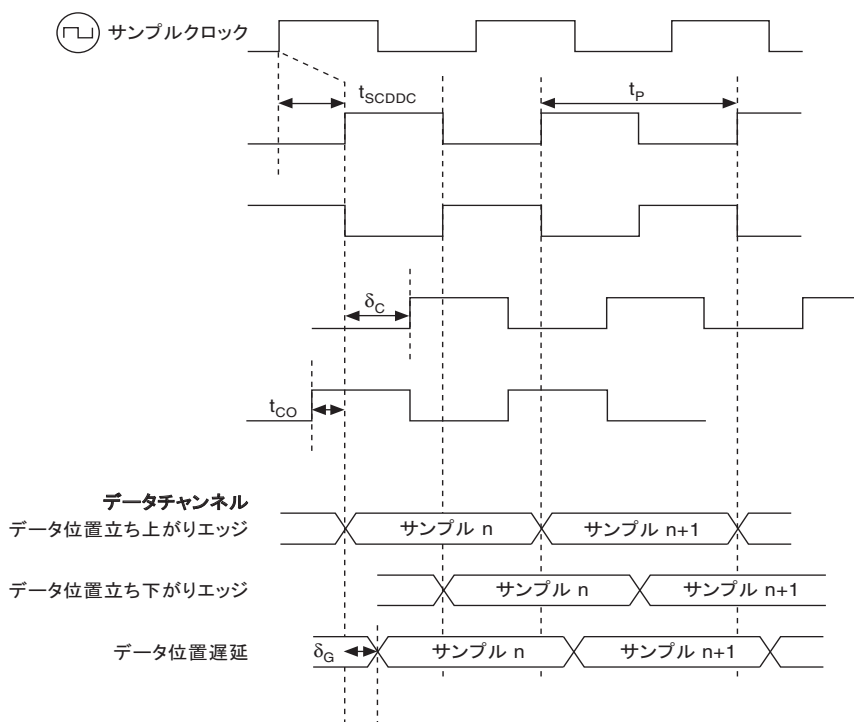 サンプルクロック
tSCDDC
tP
δC
tCO
データチャンネル
データ位置立ち上がりエッジ
サンプル n
サンプル n+1
データ位置立ち下がりエッジ
サンプル n
サンプル n+1
データ位置遅延
δG
サンプル n
サンプル n+1